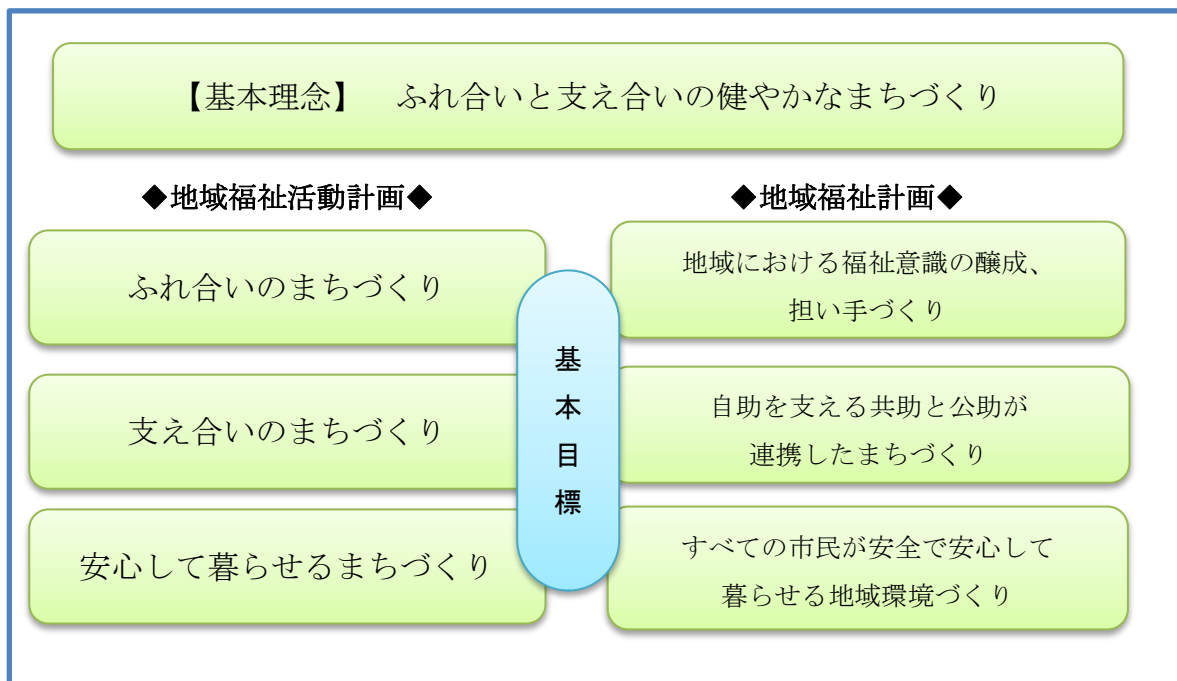 【基本理念】　ふれ合いと支え合いの健やかなまちづくり
◆地域福祉活動計画◆
ふれ合いのまちづくり
支え合いのまちづくり
安心して暮らせるまちづくり
基
本
目
標
◆地域福祉計画◆
地域における福祉意識の醸成、
担い手づくり
自助を支える共助と公助が
連携したまちづくり
すべての市民が安全で安心して
暮らせる地域環境づくり